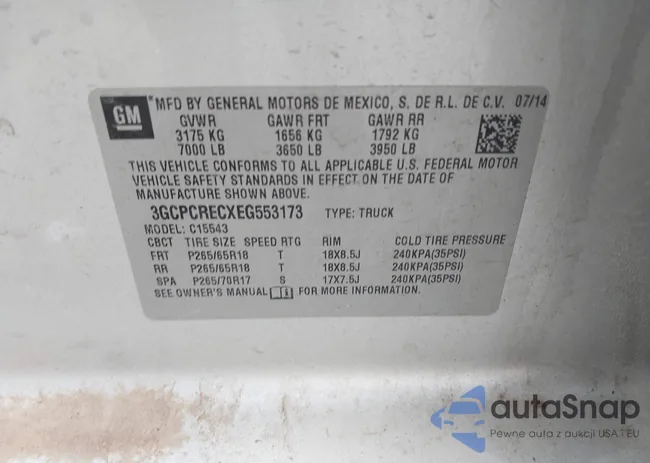 GM
*MFD BY GENERAL MOTORS DE MEXICO, S. DE R.L. DE C.V. 07/14
GVWR GAWR FRT GAWR RR
3175 KG 1656 KG 1792 KG
7000 LB 3650 LB 3950 LB
THIS VEHICLE CONFORMS TO ALL APPLICABLE U.S. FEDERAL MOTOR
VEHICLE SAFETY STANDARDS IN EFFECT ON THE DATE OF
MANUFACTURE SHOWN ABOVE.
3GCPCRECXEG553173 TYPE: TRUCK
MODEL: C15543
CBCT TIRE SIZE SPEED RTG RIM COLD TIRE PRESSURE
FRT P265/65R18 T 18X8.5J 240KPA(35PSI)
RR P265/65R18 T 18X8.5J 240KPA(35PSI)
SPA P265/70R17 S 17X7.5J 240KPA(35PSI)
SEE OWNER'S MANUAL FOR MORE INFORMATION.
autaSnap
Pewne auta z aukcji USA i EU